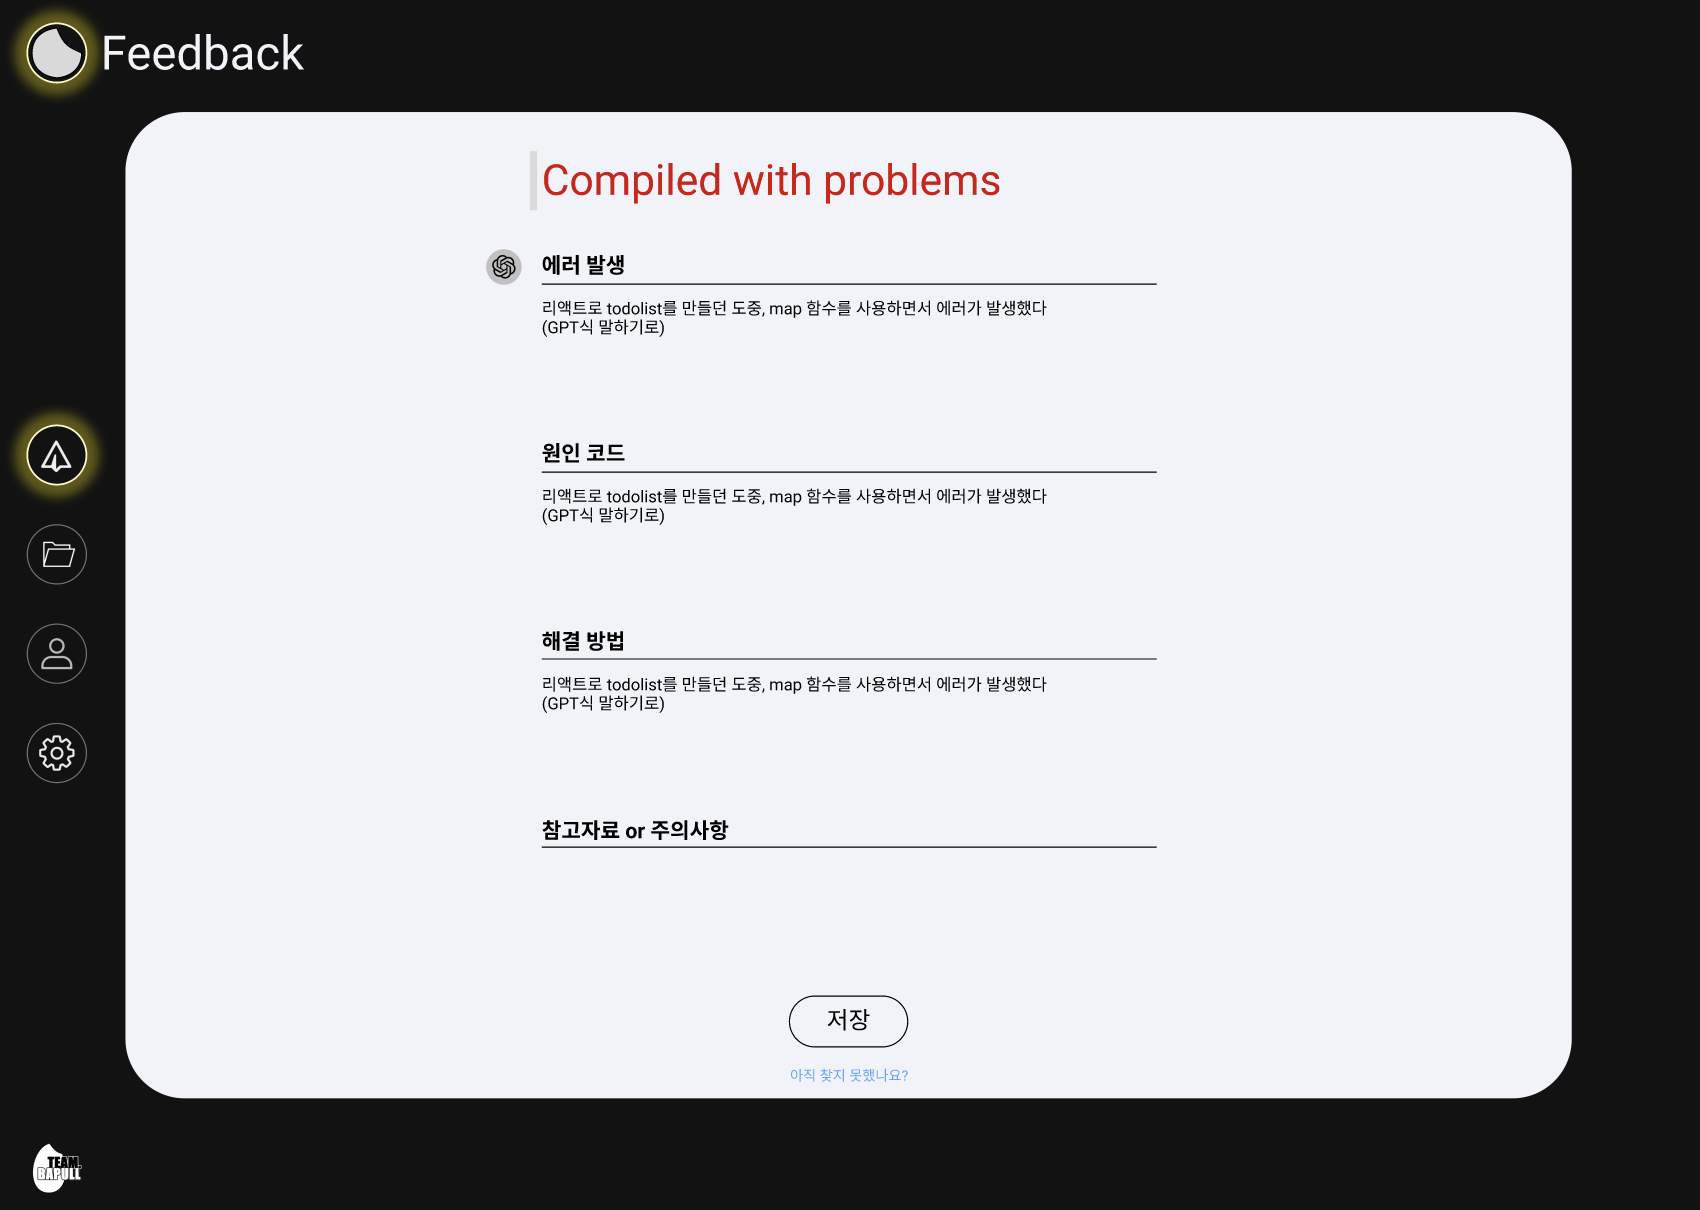 Feedback
Compiled with problems
에러 발생
리액트로 todolist를 만들던 도중, map 함수를 사용하면서 에러가 발생했다
(GPT식 말하기로)
원인 코드
리액트로 todolist를 만들던 도중, map 함수를 사용하면서 에러가 발생했다
(GPT식 말하기로)
해결 방법
리액트로 todolist를 만들던 도중, map 함수를 사용하면서 에러가 발생했다
(GPT식 말하기로)
참고자료 or 주의사항
저장
아직 찾지 못했나요?
TEAM.
BAPULL